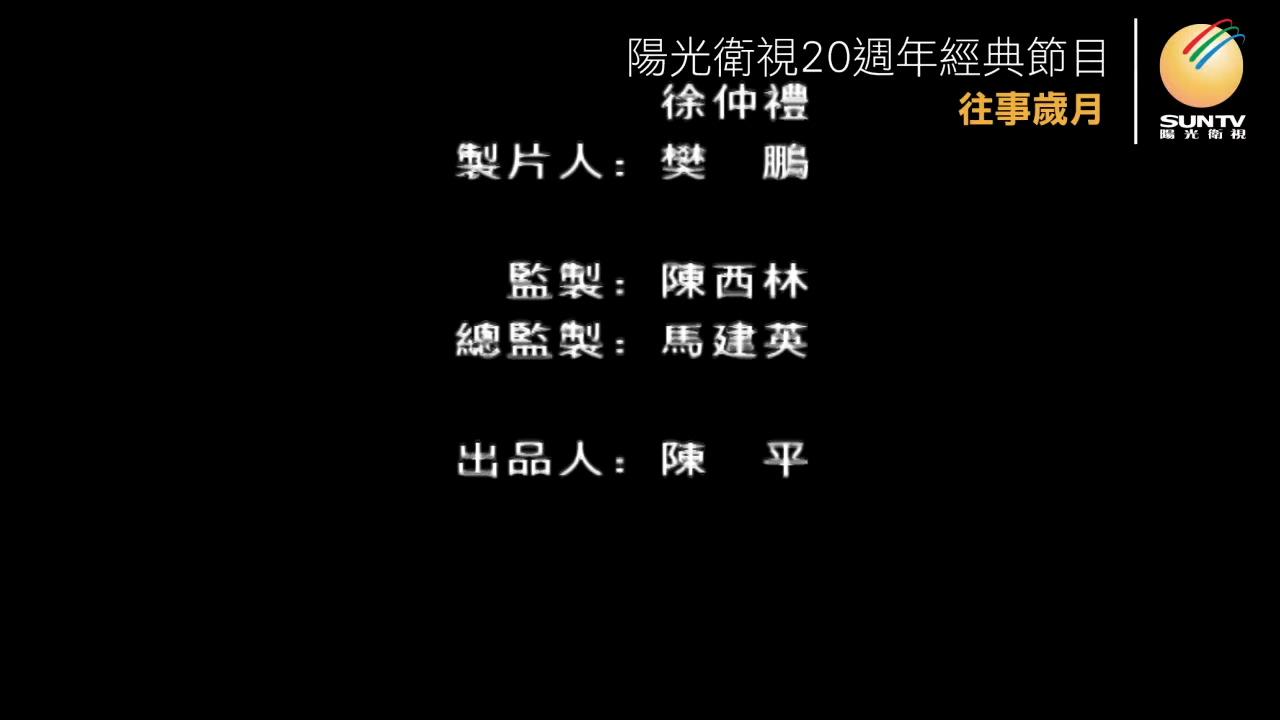 陽光衛視20週年經典節目
往事歲月
SUNTV
陽光衛視
徐仲禮
製片人：樊　鵬
監製：陳西林
總監製：馬建英
出品人：陳　平